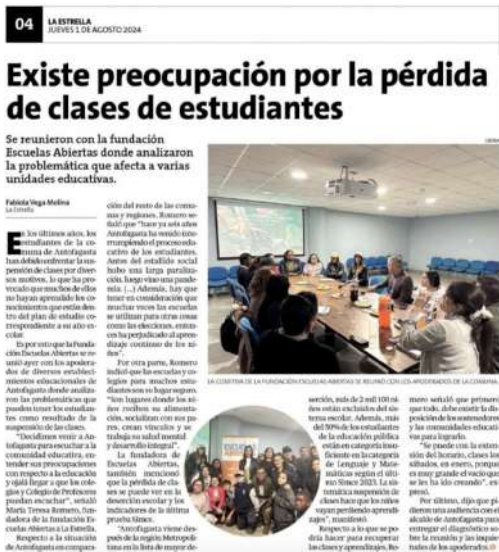 04
LA ESTRELLA
JUEVES 1 DE AGOSTO 2024
Existe preocupación por la pérdida
de clases de estudiantes
Se reunieron con la fundación
Escuelas Abiertas donde analizaron
la problemática que afecta a varias
unidades educativas.
Fabiola Vega Molina
La Estrella
En los últimos años, los
estudiantes de la co-
muna de Antofagasta
han debido enfrentar la sus-
pensión de clases por diver-
sos motivos, lo que ha pro-
vocado que muchos de ellos
no hayan aprendido los co-
nocimientos que están den-
tro del plan de estudio co-
rrespondiente a su año es-
colar.
Es por esto que la Funda-
ción Escuelas Abiertas se re-
unió ayer con los apodera-
dos de diversos estableci-
mientos educacionales de
Antofagasta donde analiza-
ron las problemáticas que
pueden tener los estudian-
tes como resultado de la
suspensión de las clases.
"Decidimos venir a An-
tofagasta para escuchar a la
comunidad educativa, en-
tender sus preocupaciones
con respecto a la educación
y ojalá llegar a que los cole-
gios y Colegio de Profesores
puedan escuchar", señaló
María Teresa Romero, fun-
dadora de la fundación Es-
cuelas Abiertas a La Estrella.
Respecto a la situación
de Antofagasta en compara-
ción del resto de las comu-
nas y regiones, Romero se-
ñaló que "hace ya seis años
Antofagasta ha venido inte-
rrumpiendo el proceso edu-
cativo de los estudiantes.
Antes del estallido social
hubo una larga paraliza-
ción, luego vino una pande-
mia. (...) Además, hay que
tener en consideración que
muchas veces las escuelas
se utilizan para otras cosas
como las elecciones, enton-
ces ha perjudicado al apren-
dizaje continuo de los ni-
ños".
Por otra parte, Romero
indicó que las escuelas y co-
legios para muchos estu-
diantes son su lugar seguro.
"Son lugares donde los ni-
ños reciben su alimenta-
ción, socializan con sus pa-
res, crean vínculos y se
trabaja su salud mental
y desarrollo integral".
La fundadora de
Escuelas Abiertas,
también mencionó
que la pérdida de cla-
ses se puede ver en la
deserción escolar y los
indicadores de la última
prueba Simce.
"Antofagasta viene des-
pués de la región Metropoli-
tana en la lista de mayor de-
LA COMITIVA DE LA FUNDACIÓN ESCUELAS ABIERTAS SE REUNIÓ CON LOS APODERADOS DE LA COMUNA.
serción, más de 2 mil 100 ni-
ños están excluidos del sis-
tema escolar. Además, más
del 50% de los estudiantes
de la educación pública
están en categoría insu-
ficiente en la categoría
de Lenguaje y Mate-
máticas según el últi-
mo Simce 2023. La sis-
temática suspensión de
clases hace que los niños
vayan perdiendo aprendi-
zajes", manifestó.
Respecto a lo que se po-
dría hacer para recuperar
las clases y aprendizajes, Ro-
mero señaló que primero
que todo, debe existir la dis-
posición de los sostenedores
y las comunidades educati-
vas para lograrlo.
"Se puede con la exten-
sión del horario, clases los
sábados, en enero, porque
es muy grande el vacío que
se les ha ido creando", ex-
presó.
Por último, dijo que pi-
dieron una audiencia con el
alcalde de Antofagasta para
entregar el diagnóstico so-
bre la reunión y las inquie-
tudes de los apoderados.